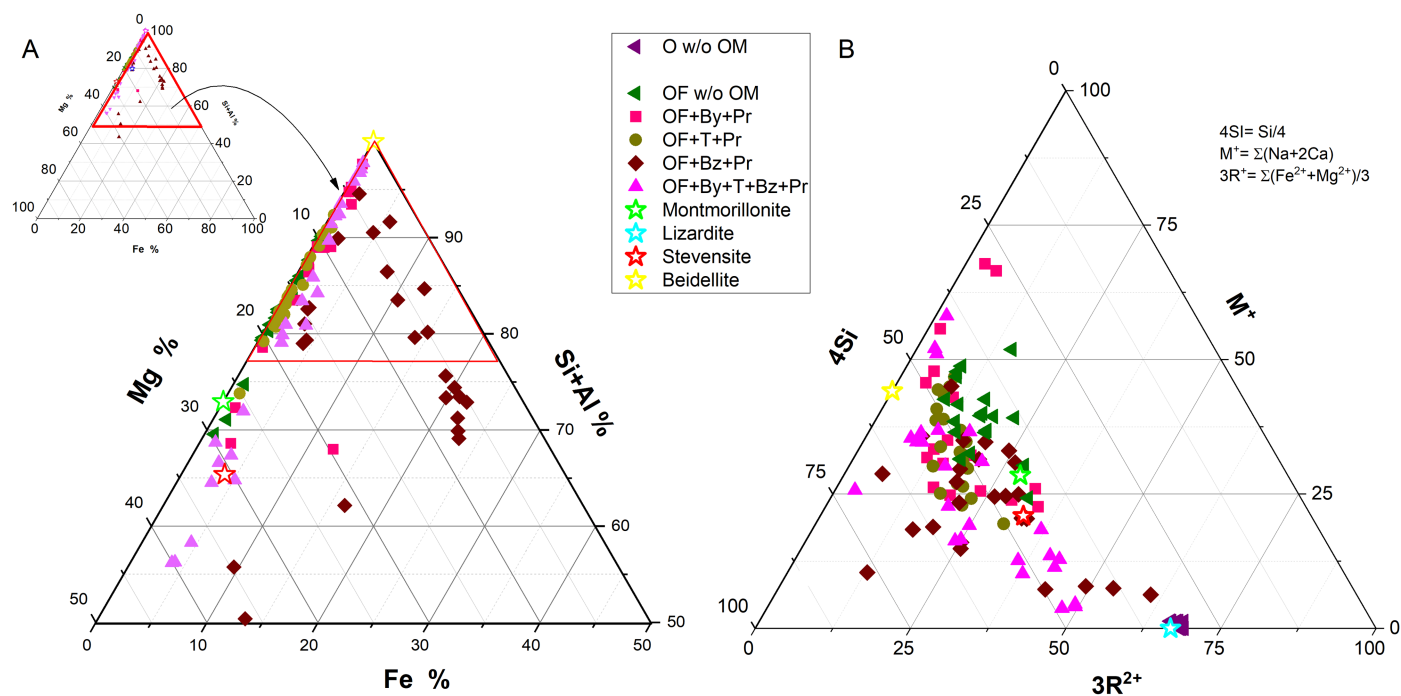 A
0
100
20
80
Mg %
Si+Al %
40
60
60
40
80
20
100
0
0
20
40
60
80
100
Fe %
10
90
20
80
Mg %
Si+Al %
30
70
40
60
50
50
0
10
20
30
40
50
Fe %
O w/o OM
OF w/o OM
OF+By+Pr
OF+T+Pr
OF+Bz+Pr
OF+By+T+Bz+Pr
Montmorillonite
Lizardite
Stevensite
Beidellite
B
0
100
4SI= Si/4
M⁺= Σ(Na+2Ca)
3R⁺= Σ(Fe²⁺+Mg²⁺)/3
25
75
4Si
M⁺
50
50
75
25
100
0
0
25
50
75
100
3R²⁺